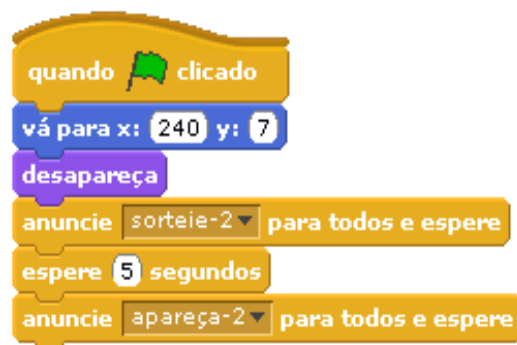 quando clicado
vá para x: 240 y: 7
desapareça
anuncie sorteie-2 para todos e espere
espere 5 segundos
anuncie apareça-2 para todos e espere